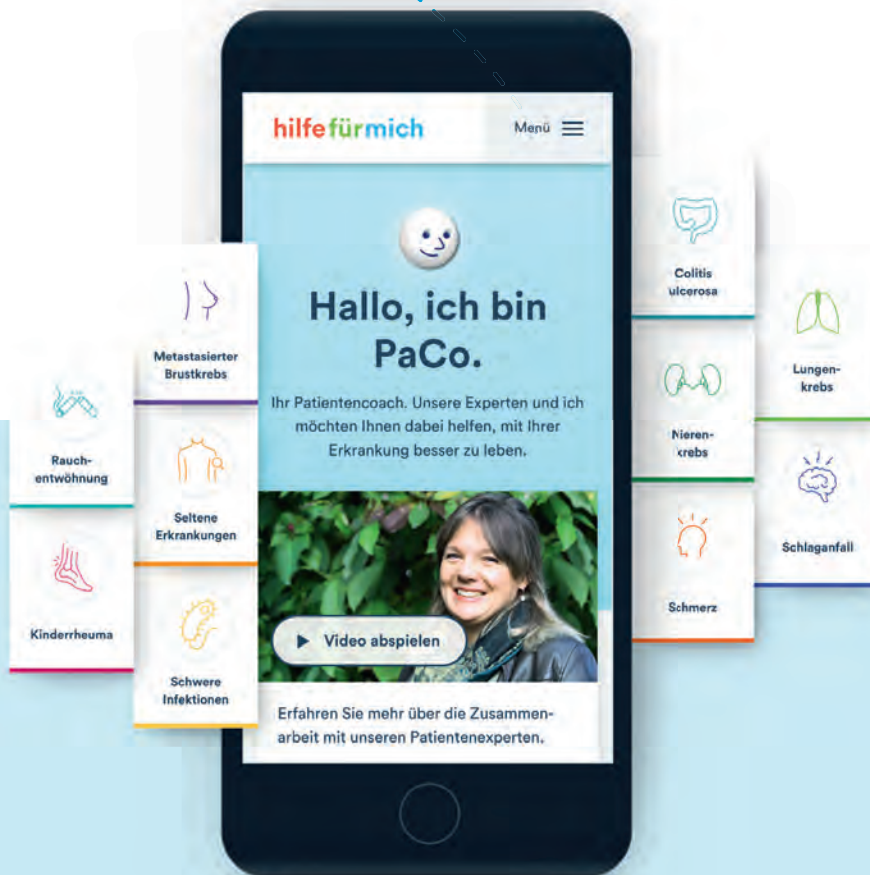 hilfefürmich
Menü
Hallo, ich bin
PaCo.
Ihr Patientencoach. Unsere Experten und ich
möchten Ihnen dabei helfen, mit Ihrer
Erkrankung besser zu leben.
Video abspielen
Erfahren Sie mehr über die Zusammen-
arbeit mit unseren Patientenexperten.
Metastasierter
Brustkrebs
Rauch-
entwöhnung
Seltene
Erkrankungen
Kinderrheuma
Schwere
Infektionen
Colitis
ulcerosa
Lungen-
krebs
Nieren-
krebs
Schlaganfall
Schmerz